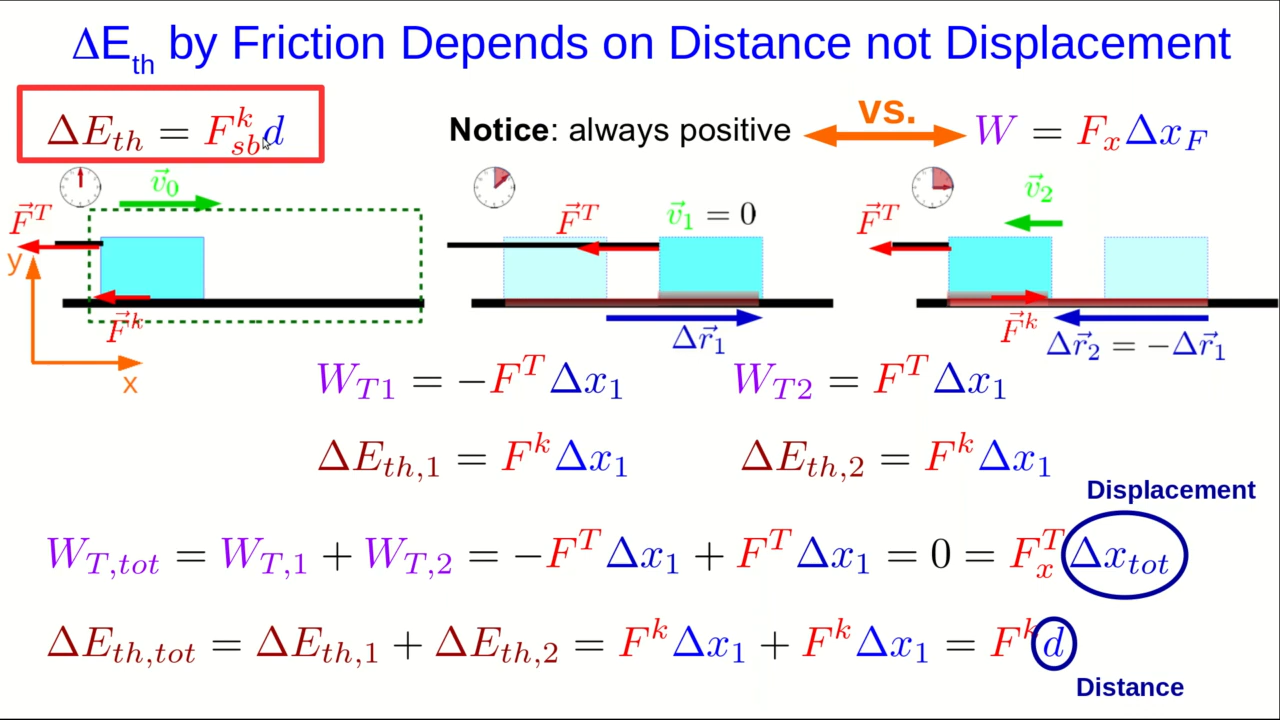 ΔE_th by Friction Depends on Distance not Displacement
ΔE_th = F^k_sb d
Notice: always positive
vs.
W = F_x Δx_F
v⃗_0
F⃗^T
F⃗^k
y
x
F⃗^T
v⃗_1 = 0
Δr⃗_1
F⃗^T
v⃗_2
F⃗^k
Δr⃗_2 = −Δr⃗_1
W_T1 = −F^T Δx_1
W_T2 = F^T Δx_1
ΔE_th,1 = F^k Δx_1
ΔE_th,2 = F^k Δx_1
Displacement
W_T,tot = W_T,1 + W_T,2 = −F^T Δx_1 + F^T Δx_1 = 0 = F^T_x Δx_tot
ΔE_th,tot = ΔE_th,1 + ΔE_th,2 = F^k Δx_1 + F^k Δx_1 = F^k d
Distance